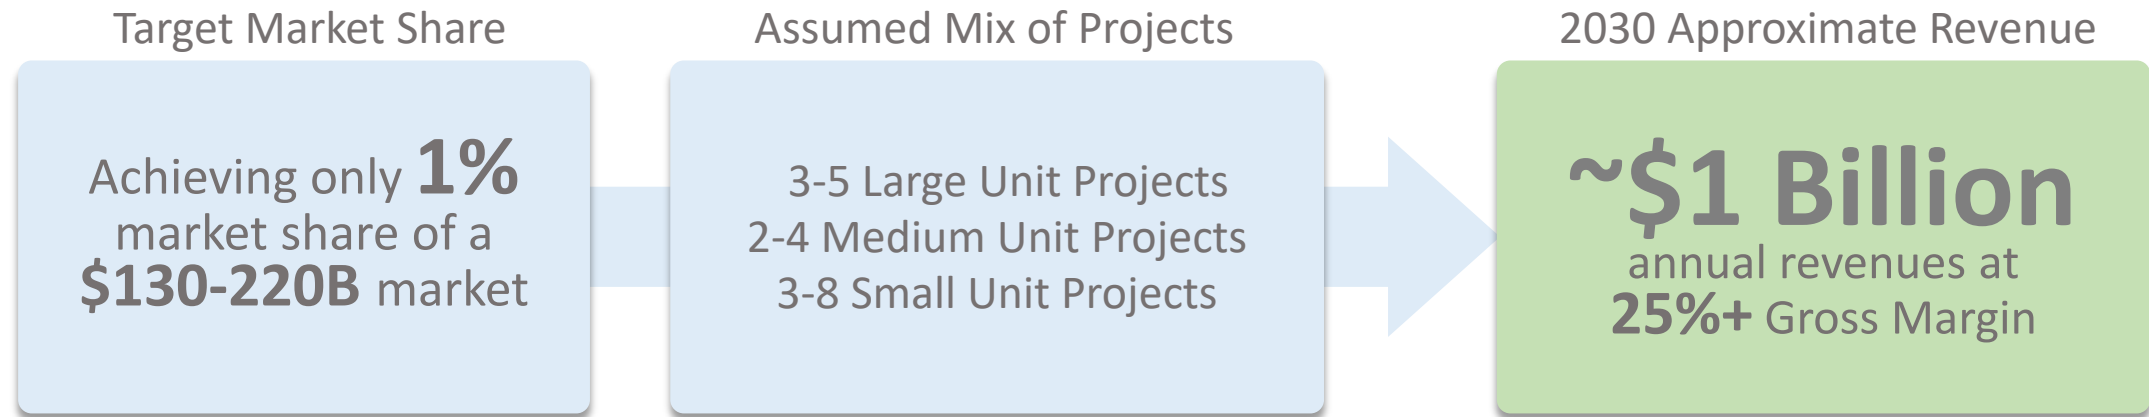 Target Market Share
Achieving only 1%
market share of a
$130-220B market
Assumed Mix of Projects
3-5 Large Unit Projects
2-4 Medium Unit Projects
3-8 Small Unit Projects
2030 Approximate Revenue
~$1 Billion
annual revenues at
25%+ Gross Margin